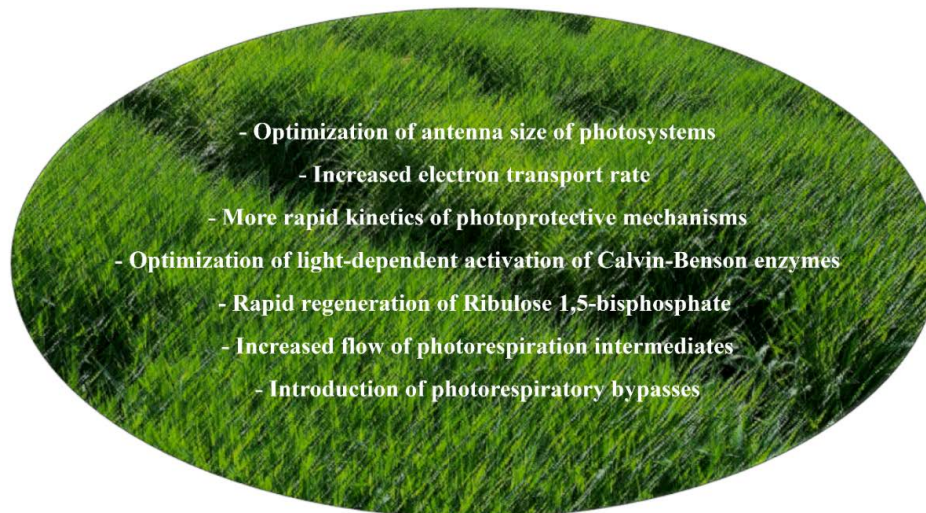 - Optimization of antenna size of photosystems
- Increased electron transport rate
- More rapid kinetics of photoprotective mechanisms
- Optimization of light-dependent activation of Calvin-Benson enzymes
- Rapid regeneration of Ribulose 1,5-bisphosphate
- Increased flow of photorespiration intermediates
- Introduction of photorespiratory bypasses